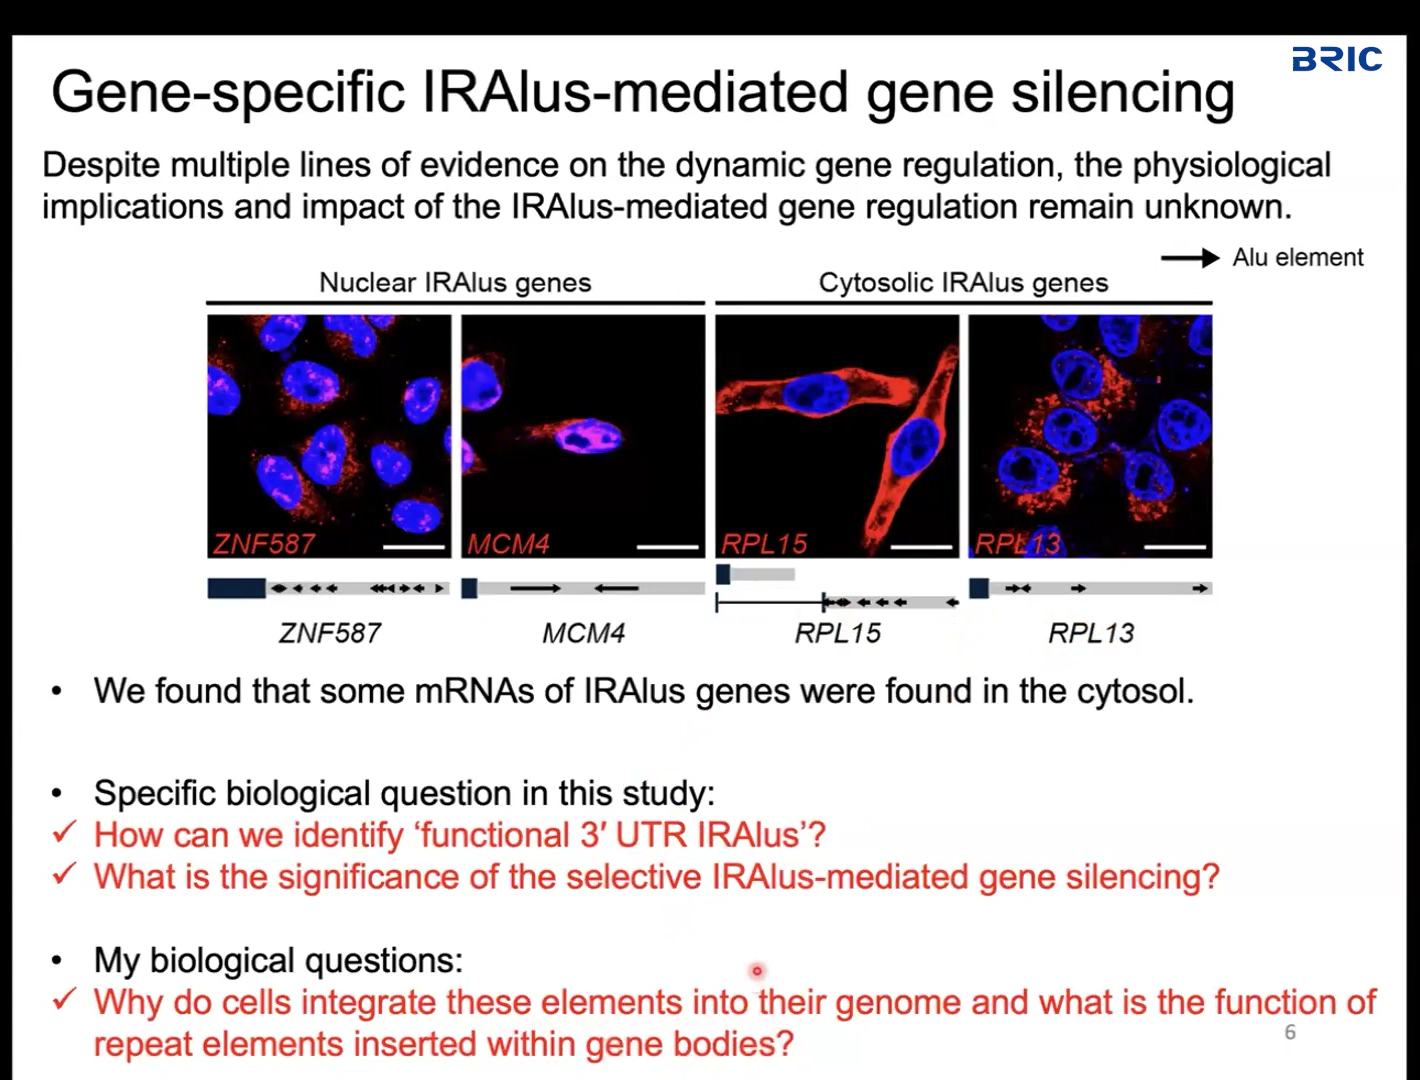 BRIC
Gene-specific IRAlus-mediated gene silencing
Despite multiple lines of evidence on the dynamic gene regulation, the physiological
implications and impact of the IRAlus-mediated gene regulation remain unknown.
Alu element
Nuclear IRAlus genes
Cytosolic IRAlus genes
ZNF587
MCM4
RPL15
RPL13
ZNF587
MCM4
RPL15
RPL13
• We found that some mRNAs of IRAlus genes were found in the cytosol.
• Specific biological question in this study:
✓ How can we identify ‘functional 3′ UTR IRAlus’?
✓ What is the significance of the selective IRAlus-mediated gene silencing?
• My biological questions:
✓ Why do cells integrate these elements into their genome and what is the function of
repeat elements inserted within gene bodies?
6